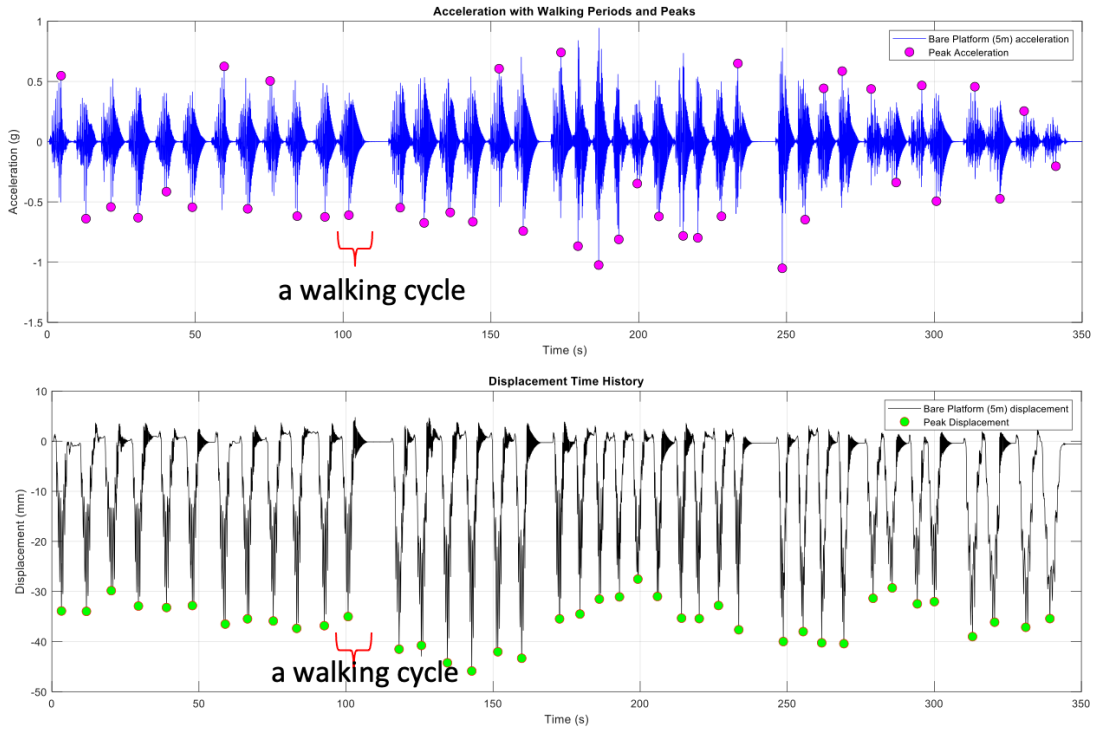 Acceleration with Walking Periods and Peaks
1
0.5
0
-0.5
-1
-1.5
Acceleration (g)
Bare Platform (5m) acceleration
Peak Acceleration
a walking cycle
0 50 100 150 200 250 300 350
Time (s)
Displacement Time History
10
0
-10
-20
-30
-40
-50
Displacement (mm)
Bare Platform (5m) displacement
Peak Displacement
a walking cycle
0 50 100 150 200 250 300 350
Time (s)